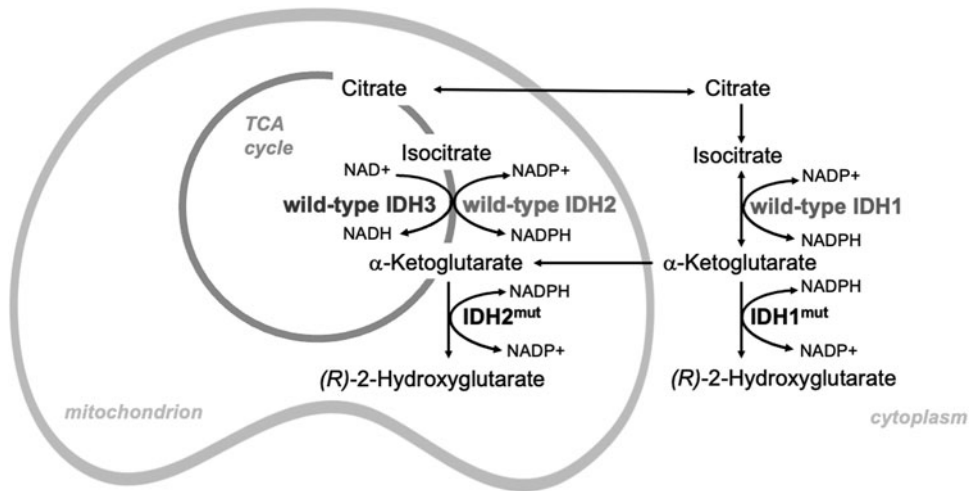 Citrate
Citrate
TCA
cycle
Isocitrate
Isocitrate
NAD+
NADP+
NADP+
wild-type IDH3
wild-type IDH2
wild-type IDH1
NADH
NADPH
NADPH
α-Ketoglutarate
α-Ketoglutarate
NADPH
NADPH
IDH2mut
IDH1mut
NADP+
NADP+
(R)-2-Hydroxyglutarate
(R)-2-Hydroxyglutarate
mitochondrion
cytoplasm